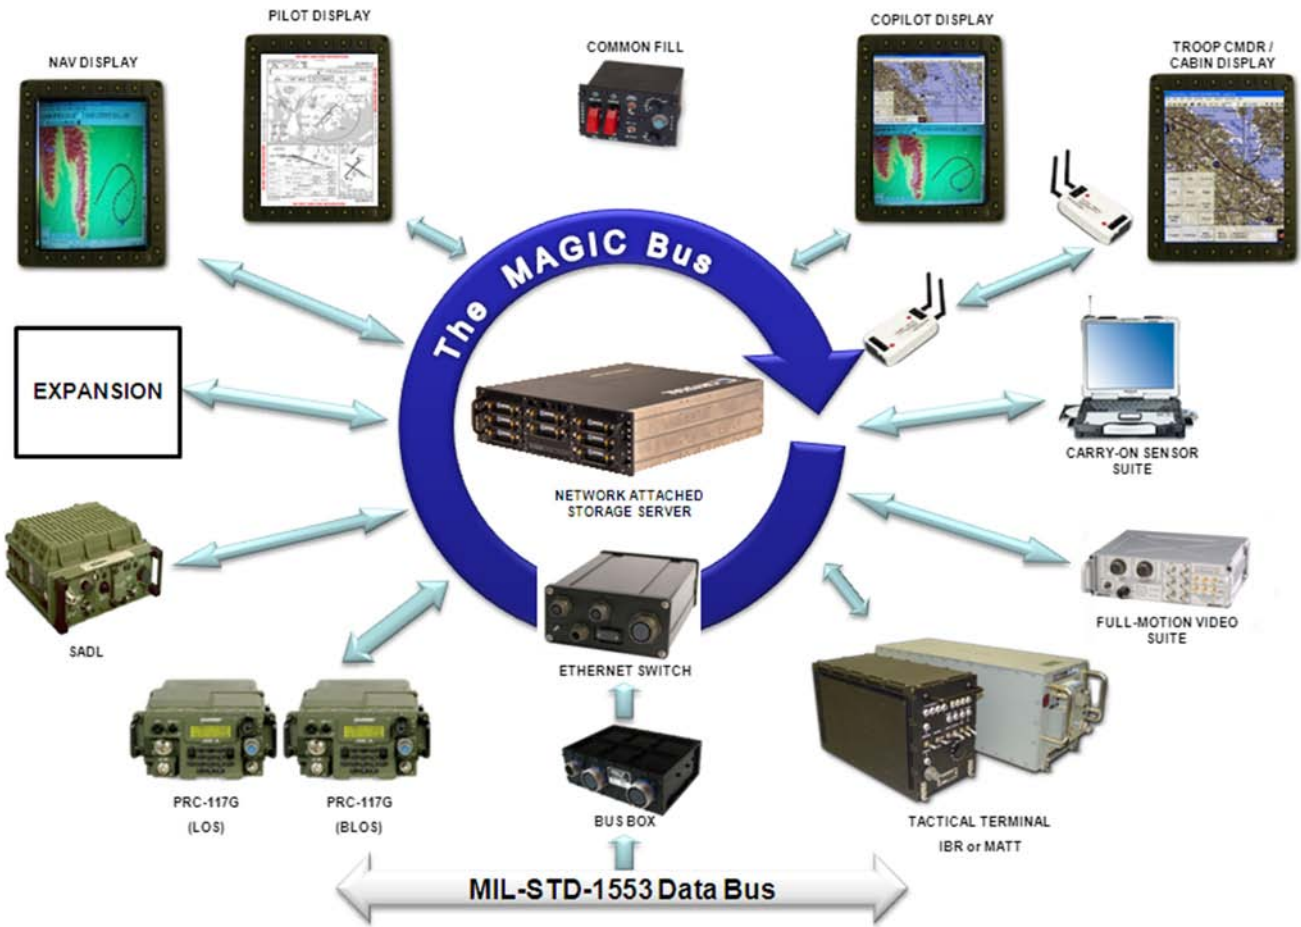 PILOT DISPLAY
COPILOT DISPLAY
COMMON FILL
TROOP CMDR /
CABIN DISPLAY
NAV DISPLAY
The MAGIC Bus
EXPANSION
CARRY-ON SENSOR
SUITE
NETWORK ATTACHED
STORAGE SERVER
FULL-MOTION VIDEO
SUITE
SADL
ETHERNET SWITCH
PRC-117G
(LOS)
PRC-117G
(BLOS)
BUS BOX
TACTICAL TERMINAL
IBR or MATT
MIL-STD-1553 Data Bus